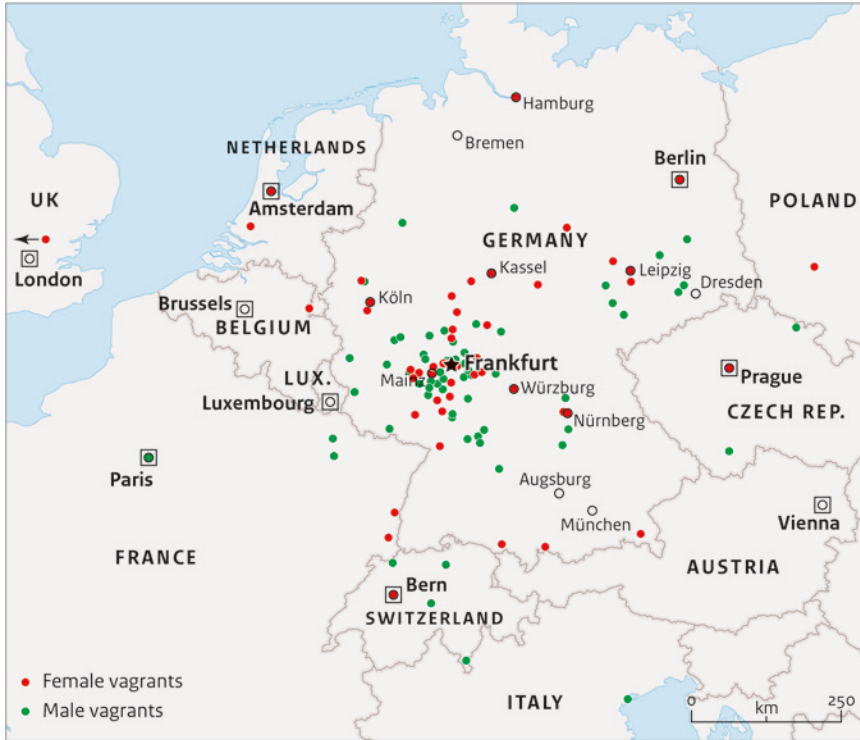 Hamburg
Bremen
NETHERLANDS
Berlin
UK
Amsterdam
POLAND
GERMANY
London
Kassel
Leipzig
Köln
Dresden
Brussels
BELGIUM
Frankfurt
LUX.
Mainz
Prague
Luxembourg
Würzburg
CZECH REP.
Nürnberg
Paris
Augsburg
München
Vienna
FRANCE
AUSTRIA
Bern
SWITZERLAND
Female vagrants
Male vagrants
ITALY
0 km 250